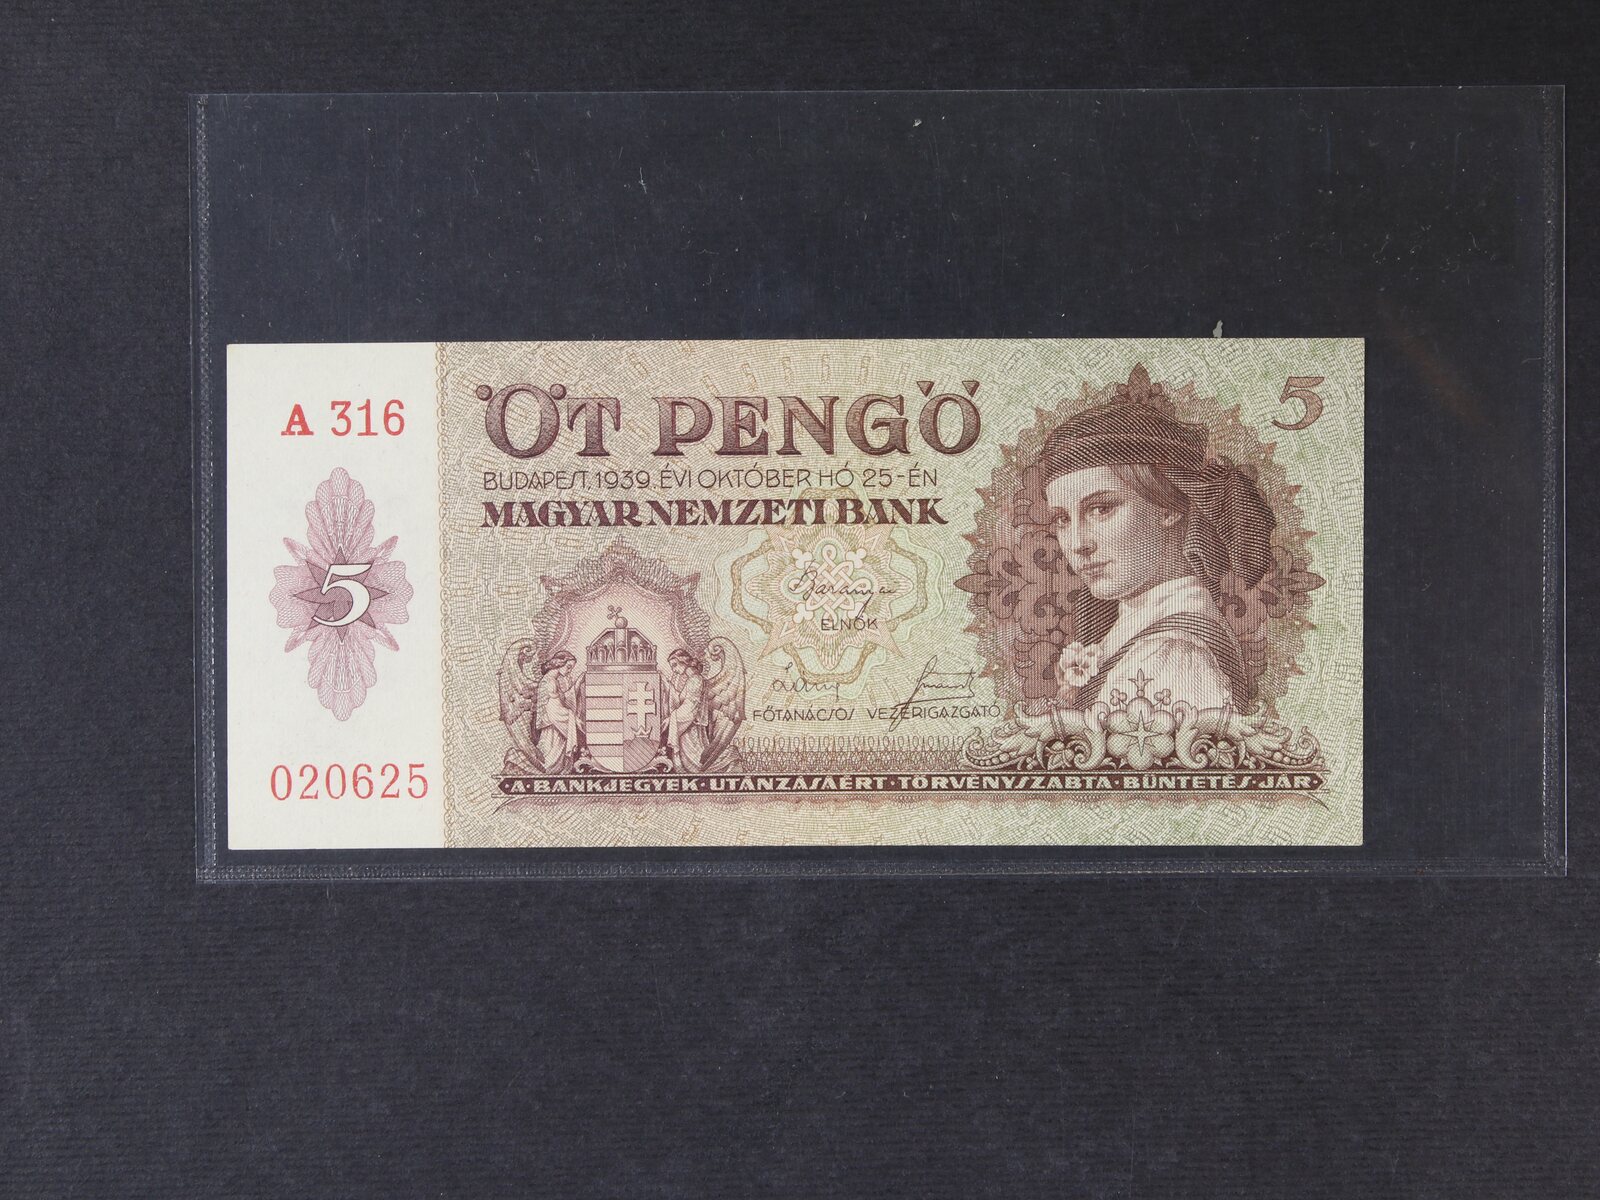 A 316
5
020625
ÖT PENGŐ
BUDAPEST, 1939. ÉVI OKTÓBER HÓ 25-ÉN
MAGYAR NEMZETI BANK
5
ELNÖK
FŐTANÁCSOS VEZÉRIGAZGATÓ
· A · BANKJEGYEK · UTÁNZÁSÁÉRT · TÖRVÉNYSZABTA · BÜNTETÉS · JÁR ·